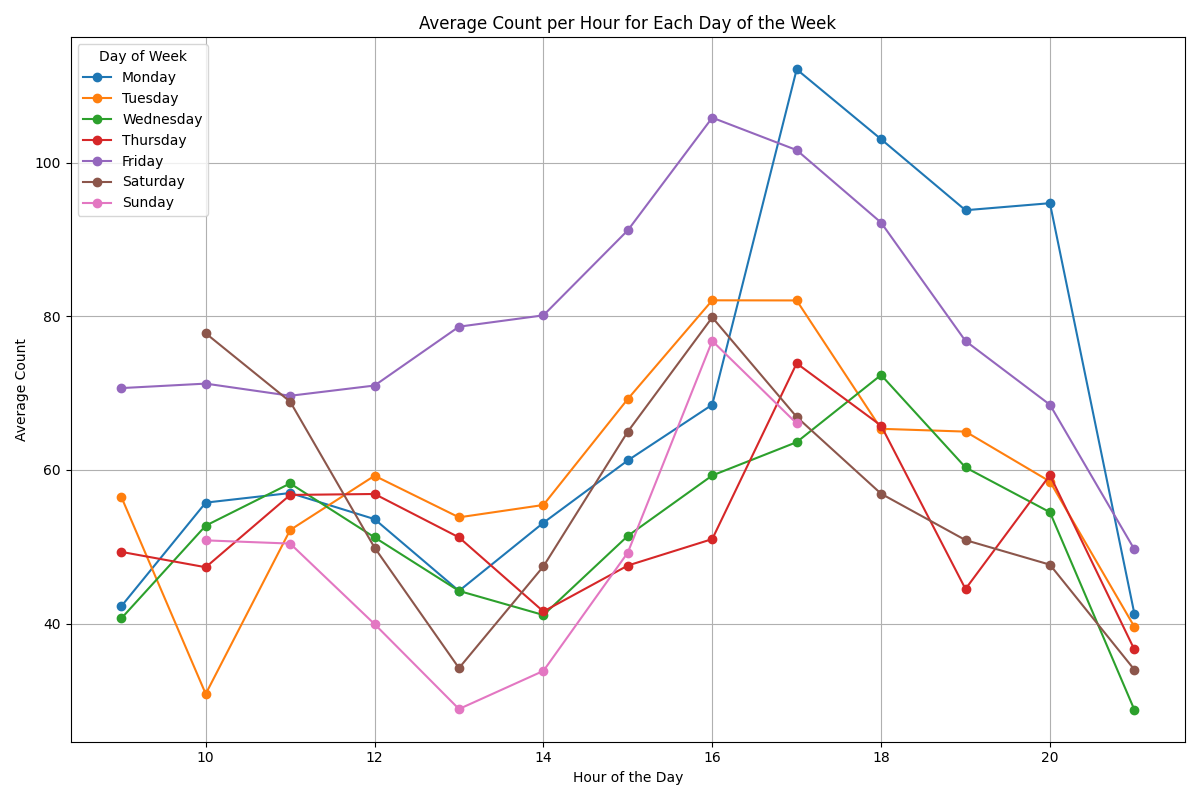 Average Count per Hour for Each Day of the Week
Day of Week
Monday
Tuesday
Wednesday
Thursday
Friday
Saturday
Sunday
Average Count
100
80
60
40
10 12 14 16 18 20
Hour of the Day